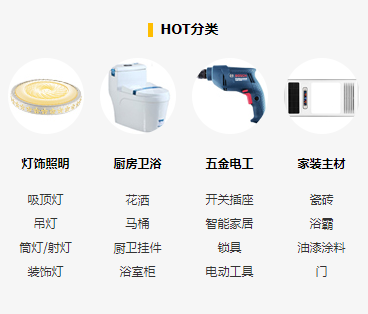 HOT分类
灯饰照明 厨房卫浴 五金电工 家装主材
吸顶灯 花洒 开关插座 瓷砖
吊灯 马桶 智能家居 浴霸
筒灯/射灯 厨卫挂件 锁具 油漆涂料
装饰灯 浴室柜 电动工具 门